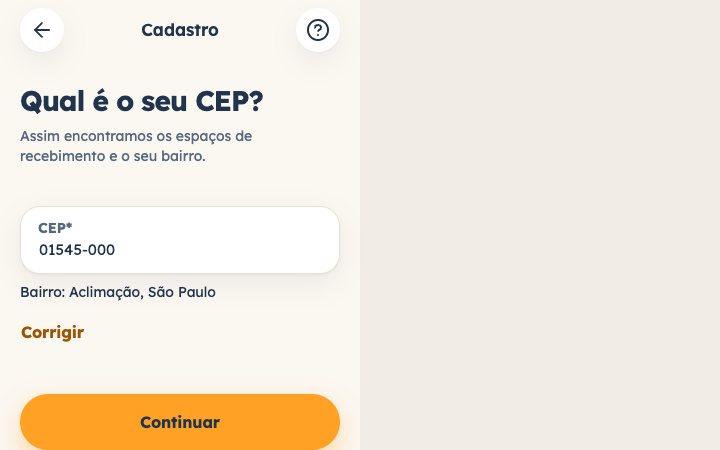 Cadastro
Qual é o seu CEP?
Assim encontramos os espaços de
recebimento e o seu bairro.
CEP*
01545-000
Bairro: Aclimação, São Paulo
Corrigir
Continuar